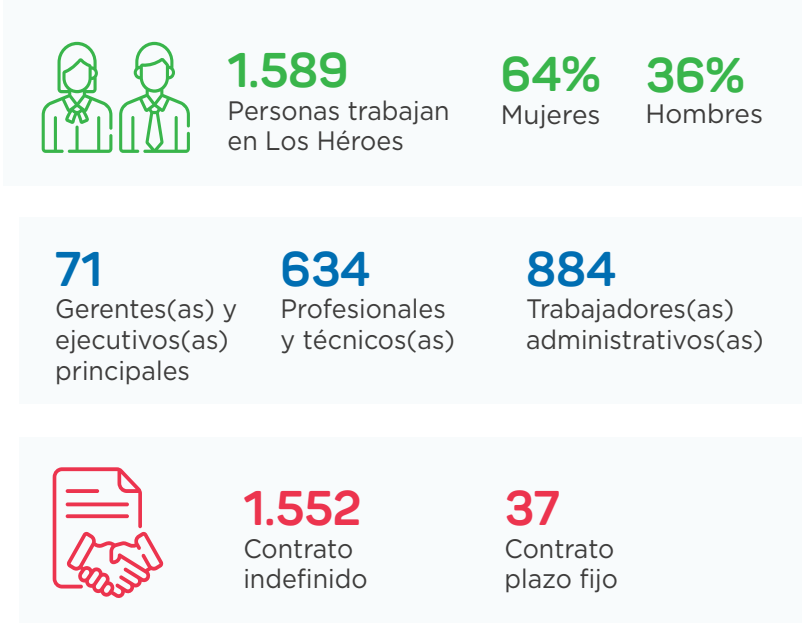 1.589
Personas trabajan
en Los Héroes
64%
Mujeres
36%
Hombres
71
Gerentes(as) y
ejecutivos(as)
principales
634
Profesionales
y técnicos(as)
884
Trabajadores(as)
administrativos(as)
1.552
Contrato
indefinido
37
Contrato
plazo fijo